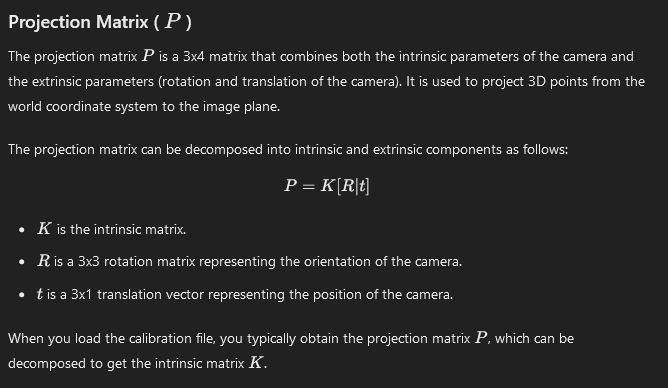 Projection Matrix ( P )
The projection matrix P is a 3x4 matrix that combines both the intrinsic parameters of the camera and
the extrinsic parameters (rotation and translation of the camera). It is used to project 3D points from the
world coordinate system to the image plane.
The projection matrix can be decomposed into intrinsic and extrinsic components as follows:
P = K[R|t]
• K is the intrinsic matrix.
• R is a 3x3 rotation matrix representing the orientation of the camera.
• t is a 3x1 translation vector representing the position of the camera.
When you load the calibration file, you typically obtain the projection matrix P, which can be
decomposed to get the intrinsic matrix K.